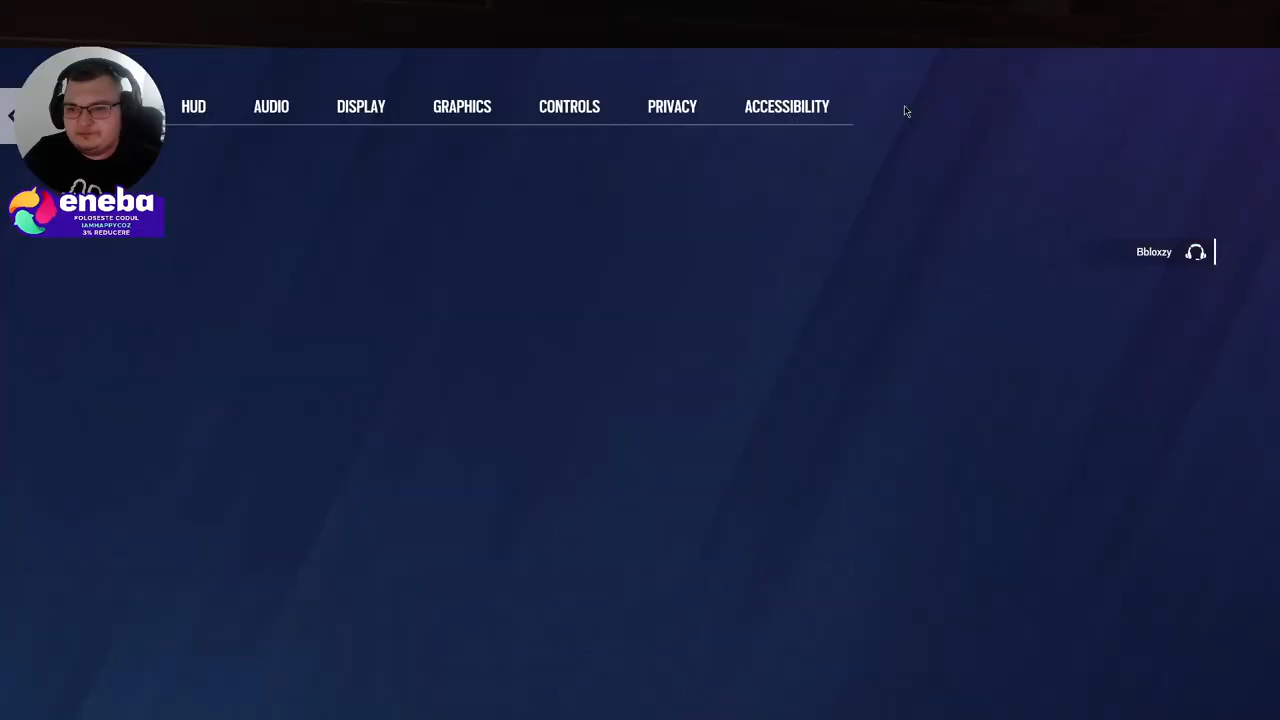 HUD AUDIO DISPLAY GRAPHICS CONTROLS PRIVACY ACCESSIBILITY
eneba
FOLOSESTE CODUL
IAMHAPPYCOZ
3% REDUCERE
Bbloxzy